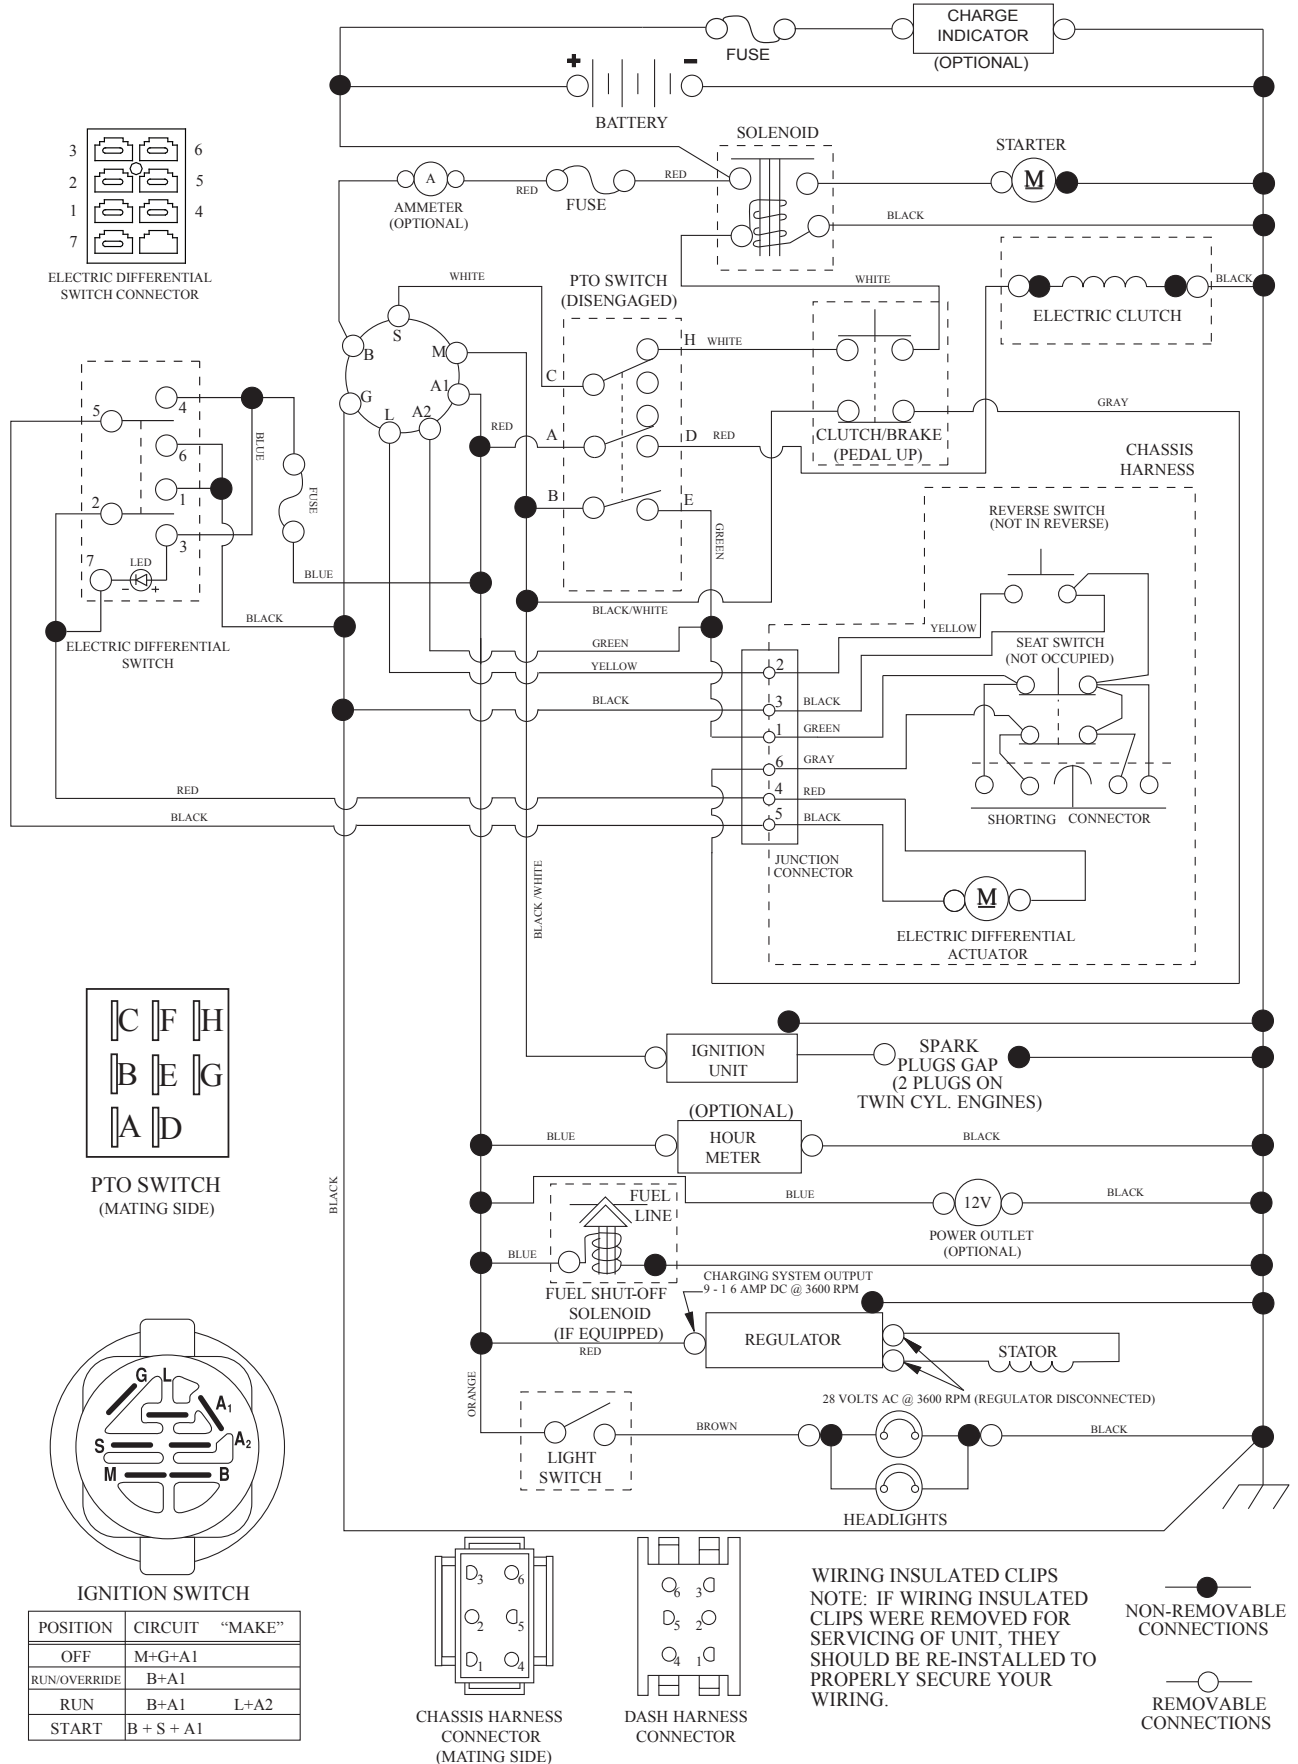 CHARGE
INDICATOR
(OPTIONAL)
FUSE
+ -
BATTERY
SOLENOID
STARTER
M
3 6
2 5
1 4
7
ELECTRIC DIFFERENTIAL
SWITCH CONNECTOR
A
AMMETER
(OPTIONAL)
RED
FUSE
RED
BLACK
WHITE
PTO SWITCH
(DISENGAGED)
WHITE
BLACK
ELECTRIC CLUTCH
S
B
M
G
A1
L
A2
C
H
WHITE
RED
A
D
RED
B
E
GREEN
CLUTCH/BRAKE
(PEDAL UP)
GRAY
CHASSIS
HARNESS
5
4
6
2
1
3
7
LED
- +
BLUE
FUSE
BLUE
BLACK
ELECTRIC DIFFERENTIAL
SWITCH
REVERSE SWITCH
(NOT IN REVERSE)
BLACK/WHITE
GREEN
YELLOW
YELLOW
SEAT SWITCH
(NOT OCCUPIED)
2
BLACK
3
BLACK
1
GREEN
6
GRAY
RED
4
RED
BLACK
5
BLACK
SHORTING CONNECTOR
JUNCTION
CONNECTOR
M
ELECTRIC DIFFERENTIAL
ACTUATOR
BLACK /WHITE
C F H
B E G
A D
PTO SWITCH
(MATING SIDE)
IGNITION
UNIT
SPARK
PLUGS GAP
(2 PLUGS ON
TWIN CYL. ENGINES)
(OPTIONAL)
BLUE
HOUR
METER
BLACK
BLACK
FUEL
LINE
BLUE
12V
BLACK
POWER OUTLET
(OPTIONAL)
BLUE
FUEL SHUT-OFF
SOLENOID
(IF EQUIPPED)
CHARGING SYSTEM OUTPUT
9 - 1 6 AMP DC @ 3600 RPM
RED
REGULATOR
STATOR
28 VOLTS AC @ 3600 RPM (REGULATOR DISCONNECTED)
ORANGE
LIGHT
SWITCH
BROWN
BLACK
HEADLIGHTS
G L
A1
S
A2
M B
IGNITION SWITCH
POSITION CIRCUIT “MAKE”
OFF M+G+A1
RUN/OVERRIDE B+A1
RUN B+A1 L+A2
START B + S + A1
3 6
2 5
1 4
CHASSIS HARNESS
CONNECTOR
(MATING SIDE)
6 3
5 2
4 1
DASH HARNESS
CONNECTOR
WIRING INSULATED CLIPS
NOTE: IF WIRING INSULATED
CLIPS WERE REMOVED FOR
SERVICING OF UNIT, THEY
SHOULD BE RE-INSTALLED TO
PROPERLY SECURE YOUR
WIRING.
NON-REMOVABLE
CONNECTIONS
REMOVABLE
CONNECTIONS